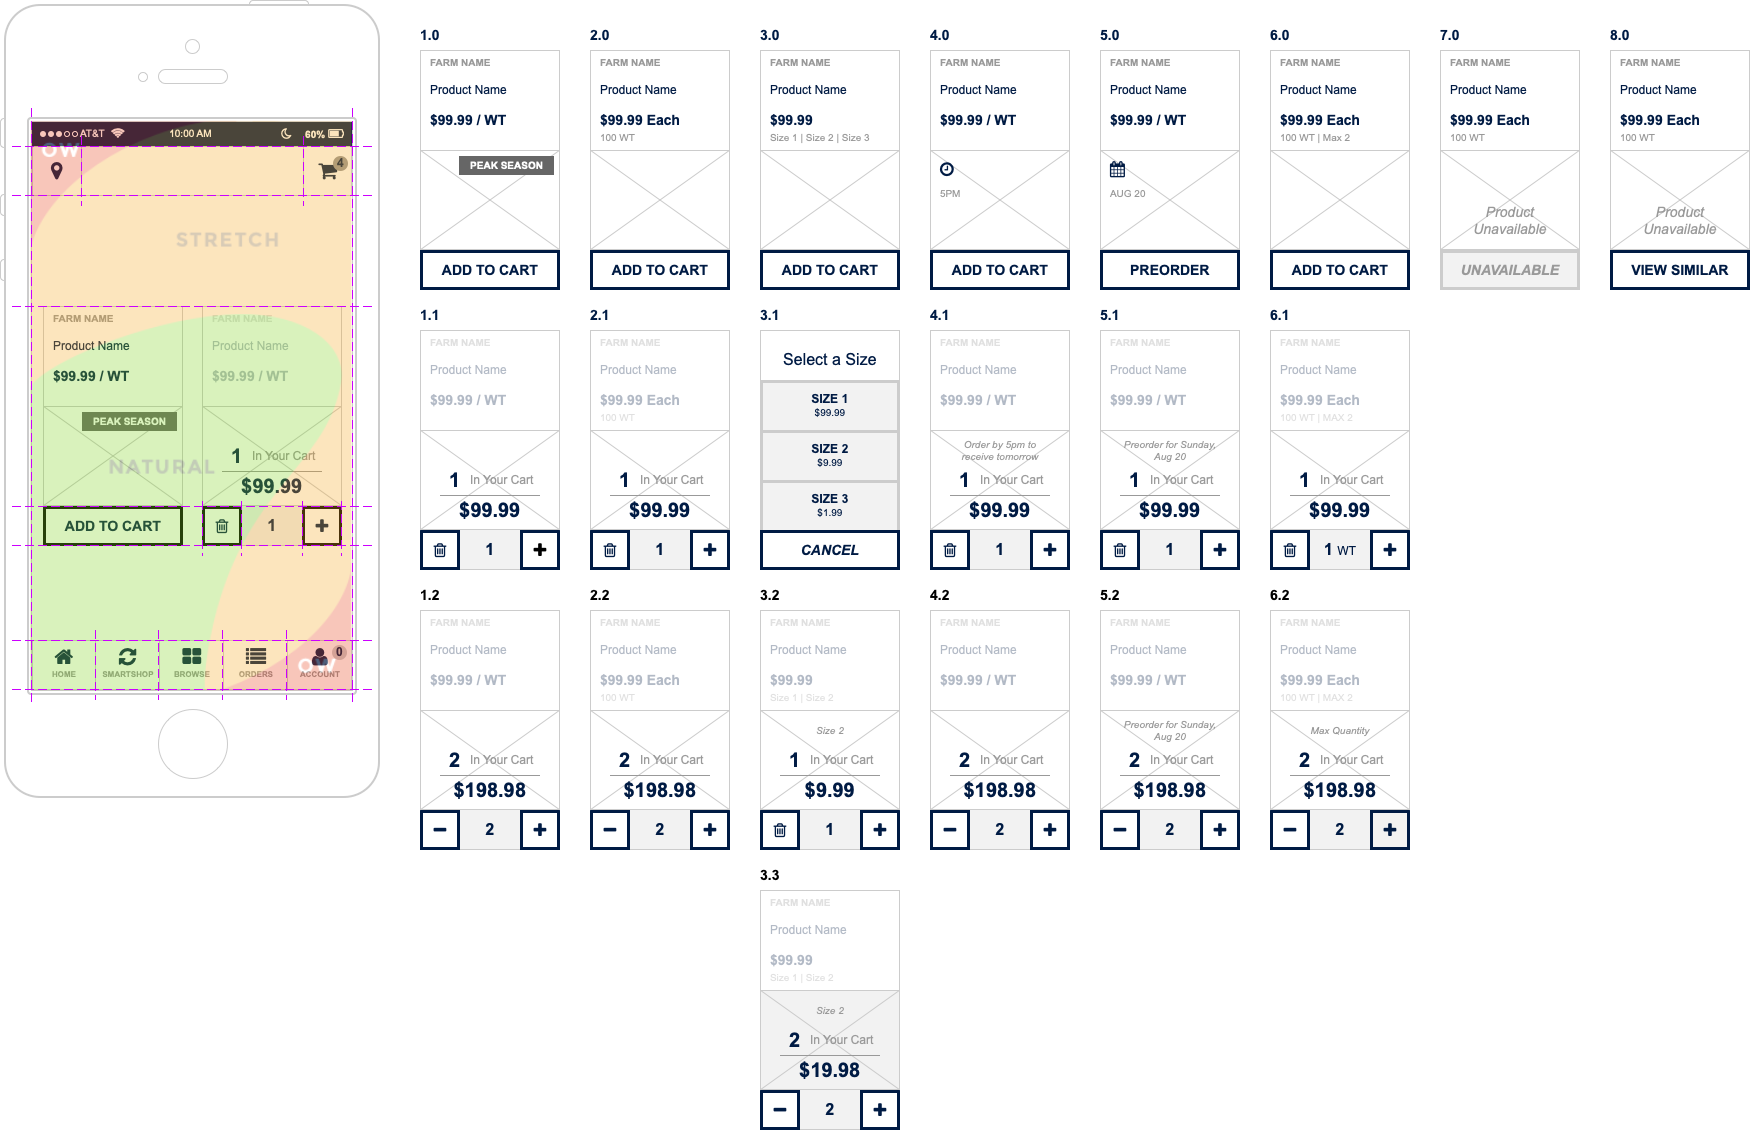 AT&T
10:00 AM
60%
OW
4
STRETCH
FARM NAME
Product Name
$99.99 / WT
PEAK SEASON
NATURAL
ADD TO CART
FARM NAME
Product Name
$99.99 / WT
1 In Your Cart
$99.99
1
HOME
SMARTSHOP
BROWSE
ORDERS
ACCOUNT
0
OW
1.0
FARM NAME
Product Name
$99.99 / WT
PEAK SEASON
ADD TO CART
2.0
FARM NAME
Product Name
$99.99 Each
100 WT
ADD TO CART
3.0
FARM NAME
Product Name
$99.99
Size 1 | Size 2 | Size 3
ADD TO CART
4.0
FARM NAME
Product Name
$99.99 / WT
5PM
ADD TO CART
5.0
FARM NAME
Product Name
$99.99 / WT
AUG 20
PREORDER
6.0
FARM NAME
Product Name
$99.99 Each
100 WT | Max 2
ADD TO CART
7.0
FARM NAME
Product Name
$99.99 Each
100 WT
Product
Unavailable
UNAVAILABLE
8.0
FARM NAME
Product Name
$99.99 Each
100 WT
Product
Unavailable
VIEW SIMILAR
1.1
FARM NAME
Product Name
$99.99 / WT
1 In Your Cart
$99.99
1
2.1
FARM NAME
Product Name
$99.99 Each
100 WT
1 In Your Cart
$99.99
1
3.1
Select a Size
SIZE 1
$99.99
SIZE 2
$9.99
SIZE 3
$1.99
CANCEL
4.1
FARM NAME
Product Name
$99.99 / WT
Order by 5pm to
receive tomorrow
1 In Your Cart
$99.99
1
5.1
FARM NAME
Product Name
$99.99 / WT
Preorder for Sunday,
Aug 20
1 In Your Cart
$99.99
1
6.1
FARM NAME
Product Name
$99.99 Each
100 WT | MAX 2
1 In Your Cart
$99.99
1 WT
1.2
FARM NAME
Product Name
$99.99 / WT
2 In Your Cart
$198.98
2
2.2
FARM NAME
Product Name
$99.99 Each
100 WT
2 In Your Cart
$198.98
2
3.2
FARM NAME
Product Name
$99.99
Size 1 | Size 2
Size 2
1 In Your Cart
$9.99
1
4.2
FARM NAME
Product Name
$99.99 / WT
2 In Your Cart
$198.98
2
5.2
FARM NAME
Product Name
$99.99 / WT
Preorder for Sunday,
Aug 20
2 In Your Cart
$198.98
2
6.2
FARM NAME
Product Name
$99.99 Each
100 WT | MAX 2
Max Quantity
2 In Your Cart
$198.98
2
3.3
FARM NAME
Product Name
$99.99
Size 1 | Size 2
Size 2
2 In Your Cart
$19.98
2